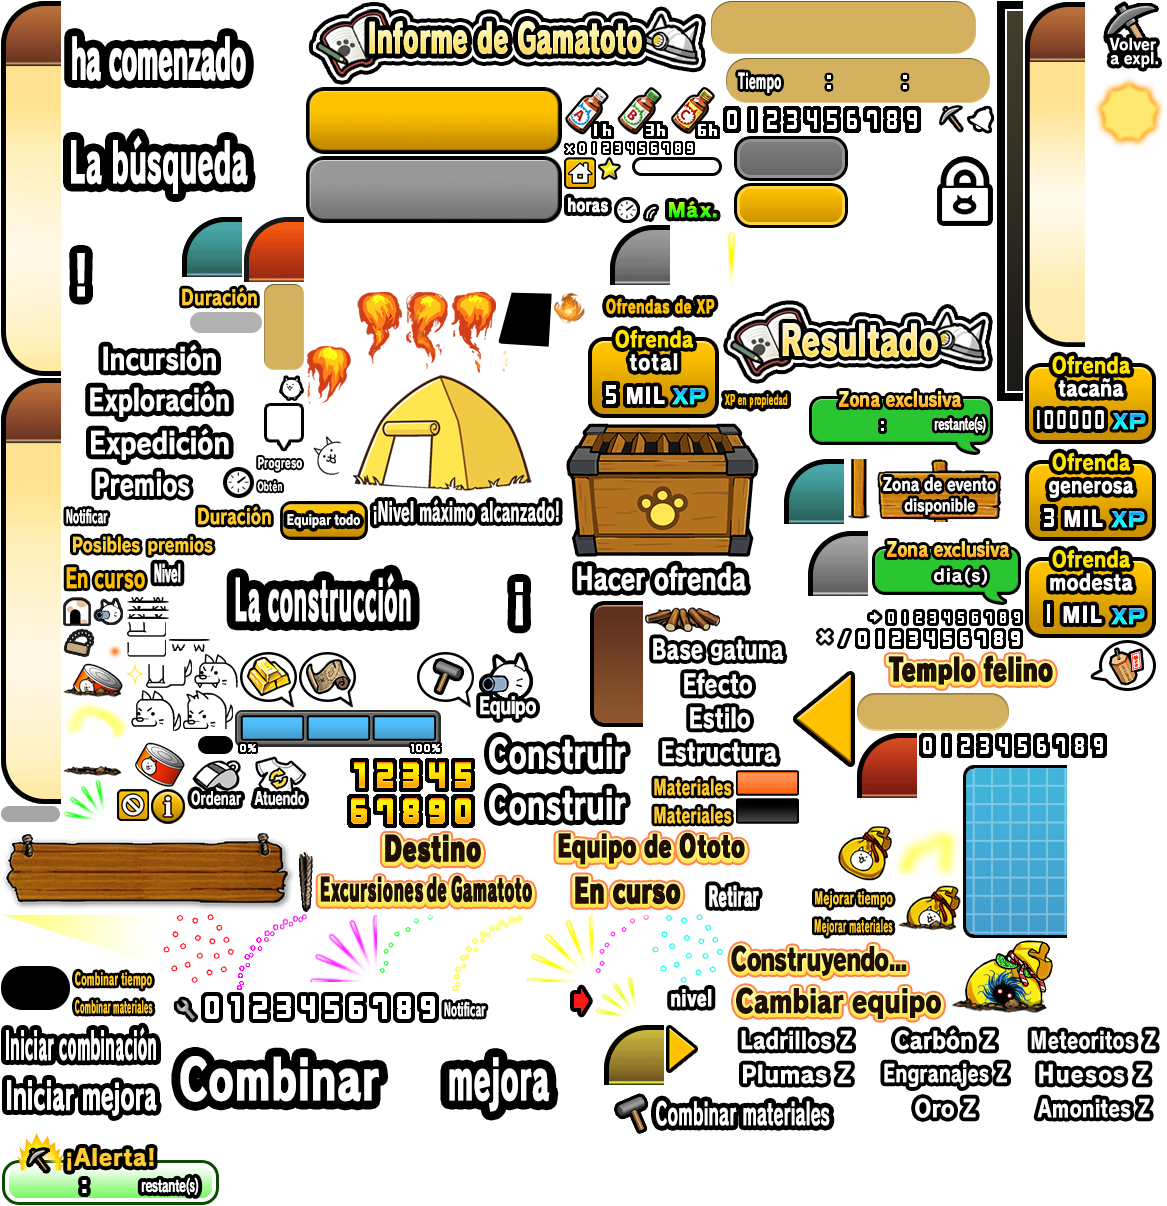 ha comenzado
Informe de Gamatoto
Volver
a expl.
Tiempo : :
A 1h B 3h C 6h
0123456789
x0123456789
La búsqueda
horas
Máx.
!
Duración
Ofrendas de XP
Resultado
Incursión
Ofrenda
total
5 MIL XP
XP en propiedad
Exploración
Zona exclusiva
: restante(s)
Ofrenda
tacaña
100000 XP
Expedición
Progreso
Premios
Obtén
Zona de evento
disponible
Ofrenda
generosa
3 MIL XP
Notificar
Duración
Equipar todo
¡Nivel máximo alcanzado!
Posibles premios
Zona exclusiva
dia(s)
En curso
Nivel
Hacer ofrenda
Ofrenda
modesta
1 MIL XP
La construcción
¡
0123456789
x/0123456789
Base gatuna
Templo felino
Efecto
Equipo
Estilo
0% 100%
Construir
Estructura
0123456789
Ordenar
Atuendo
12345
67890
Materiales
Construir
Materiales
Destino
Equipo de Ototo
Excursiones de Gamatoto
En curso
Retirar
Mejorar tiempo
Mejorar materiales
Construyendo...
Combinar tiempo
Combinar materiales
0123456789
Notificar
nivel
Cambiar equipo
Iniciar combinación
Ladrillos Z
Carbón Z
Meteoritos Z
Combinar
mejora
Plumas Z
Engranajes Z
Huesos Z
Iniciar mejora
Combinar materiales
Oro Z
Amonites Z
¡Alerta!
: restante(s)